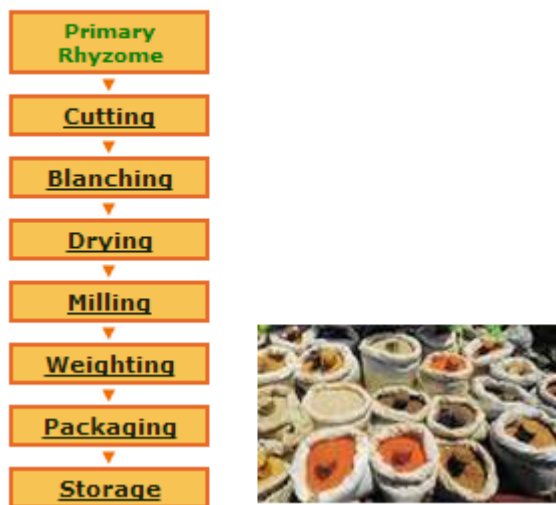 Primary
Rhyzome
Cutting
Blanching
Drying
Milling
Weighting
Packaging
Storage